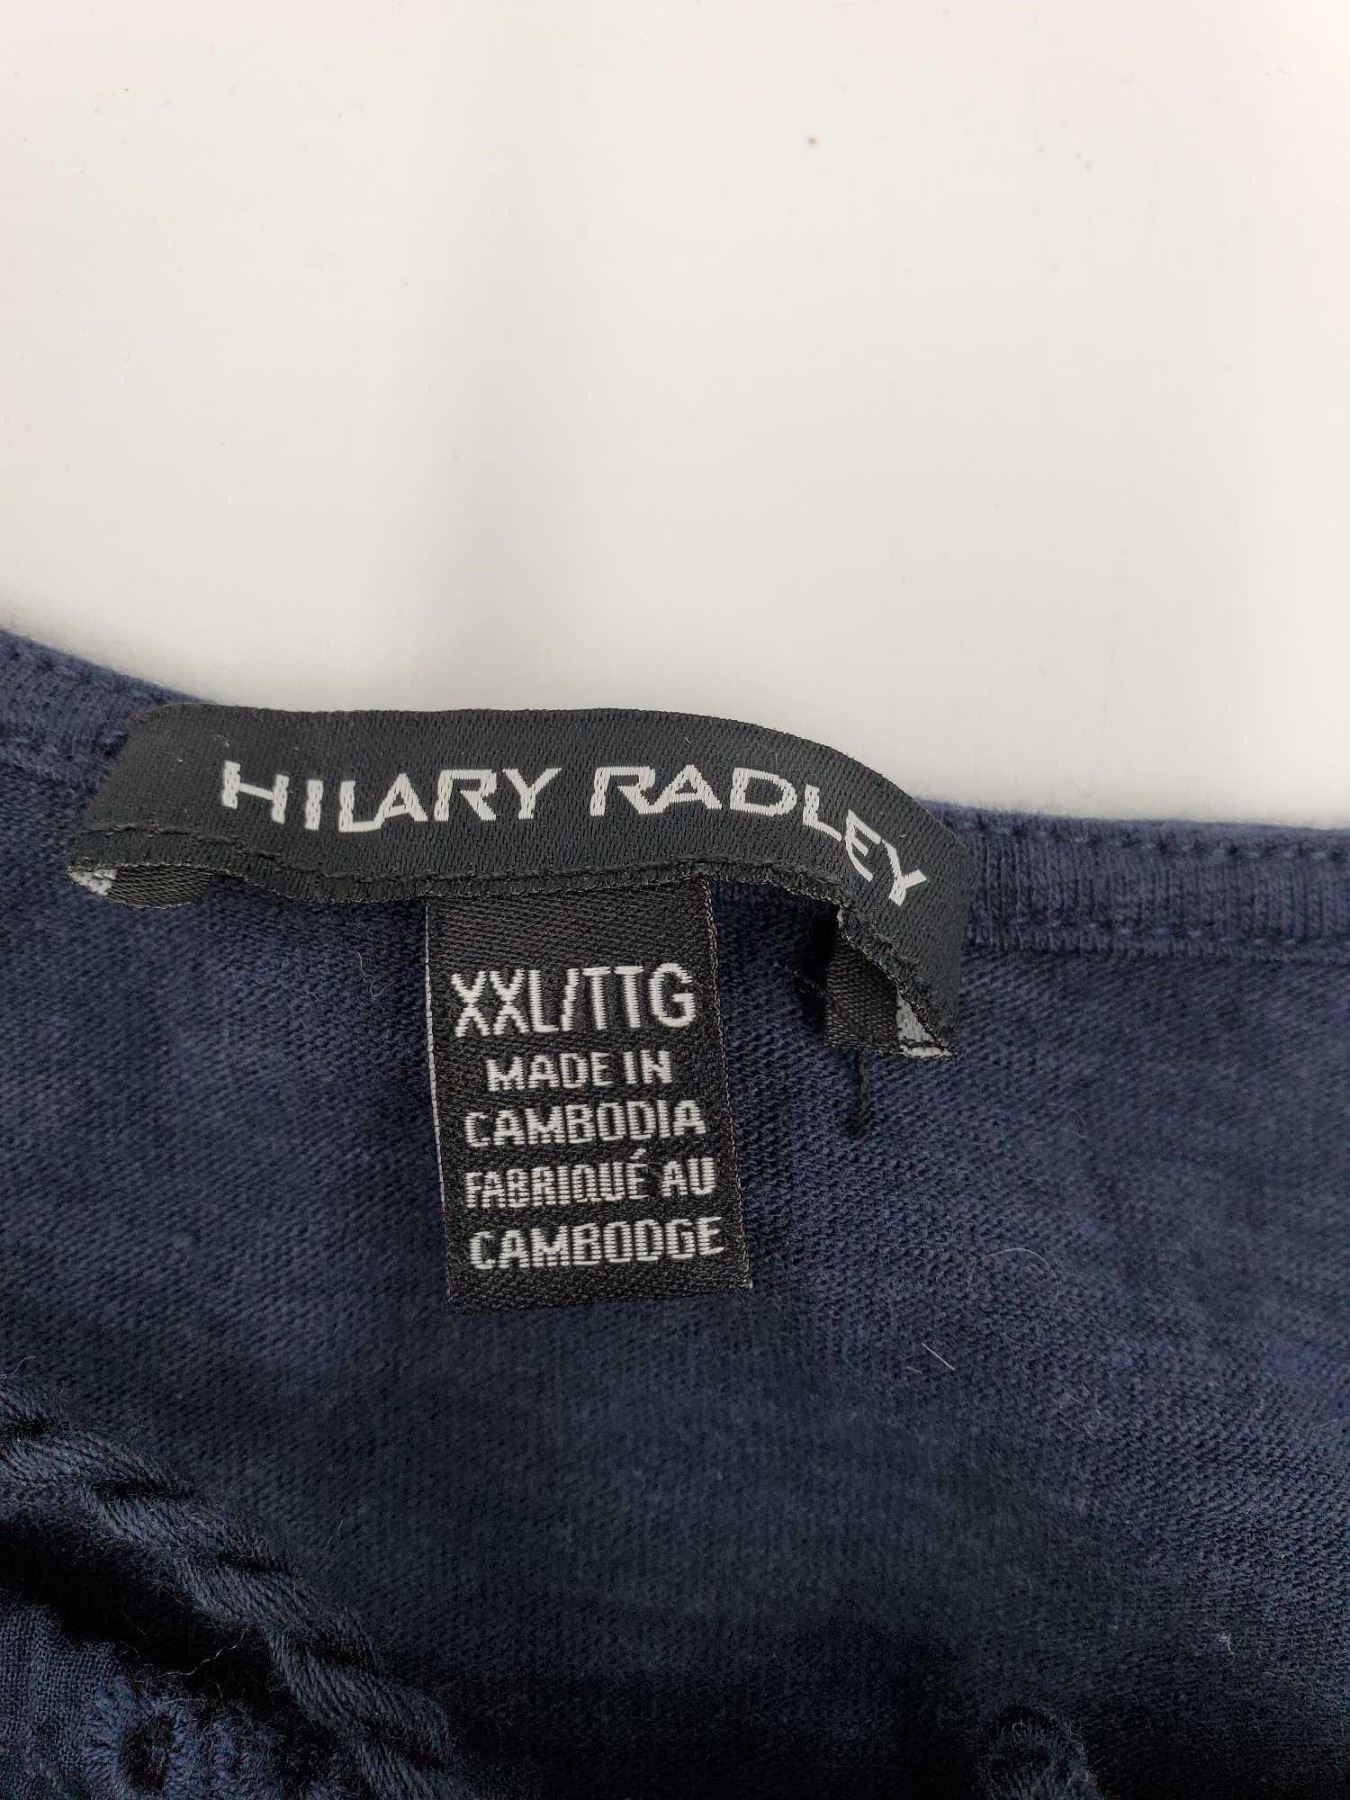 HILARY RADLEY
XXL/TTG
MADE IN
CAMBODIA
FABRIQUÉ AU
CAMBODGE